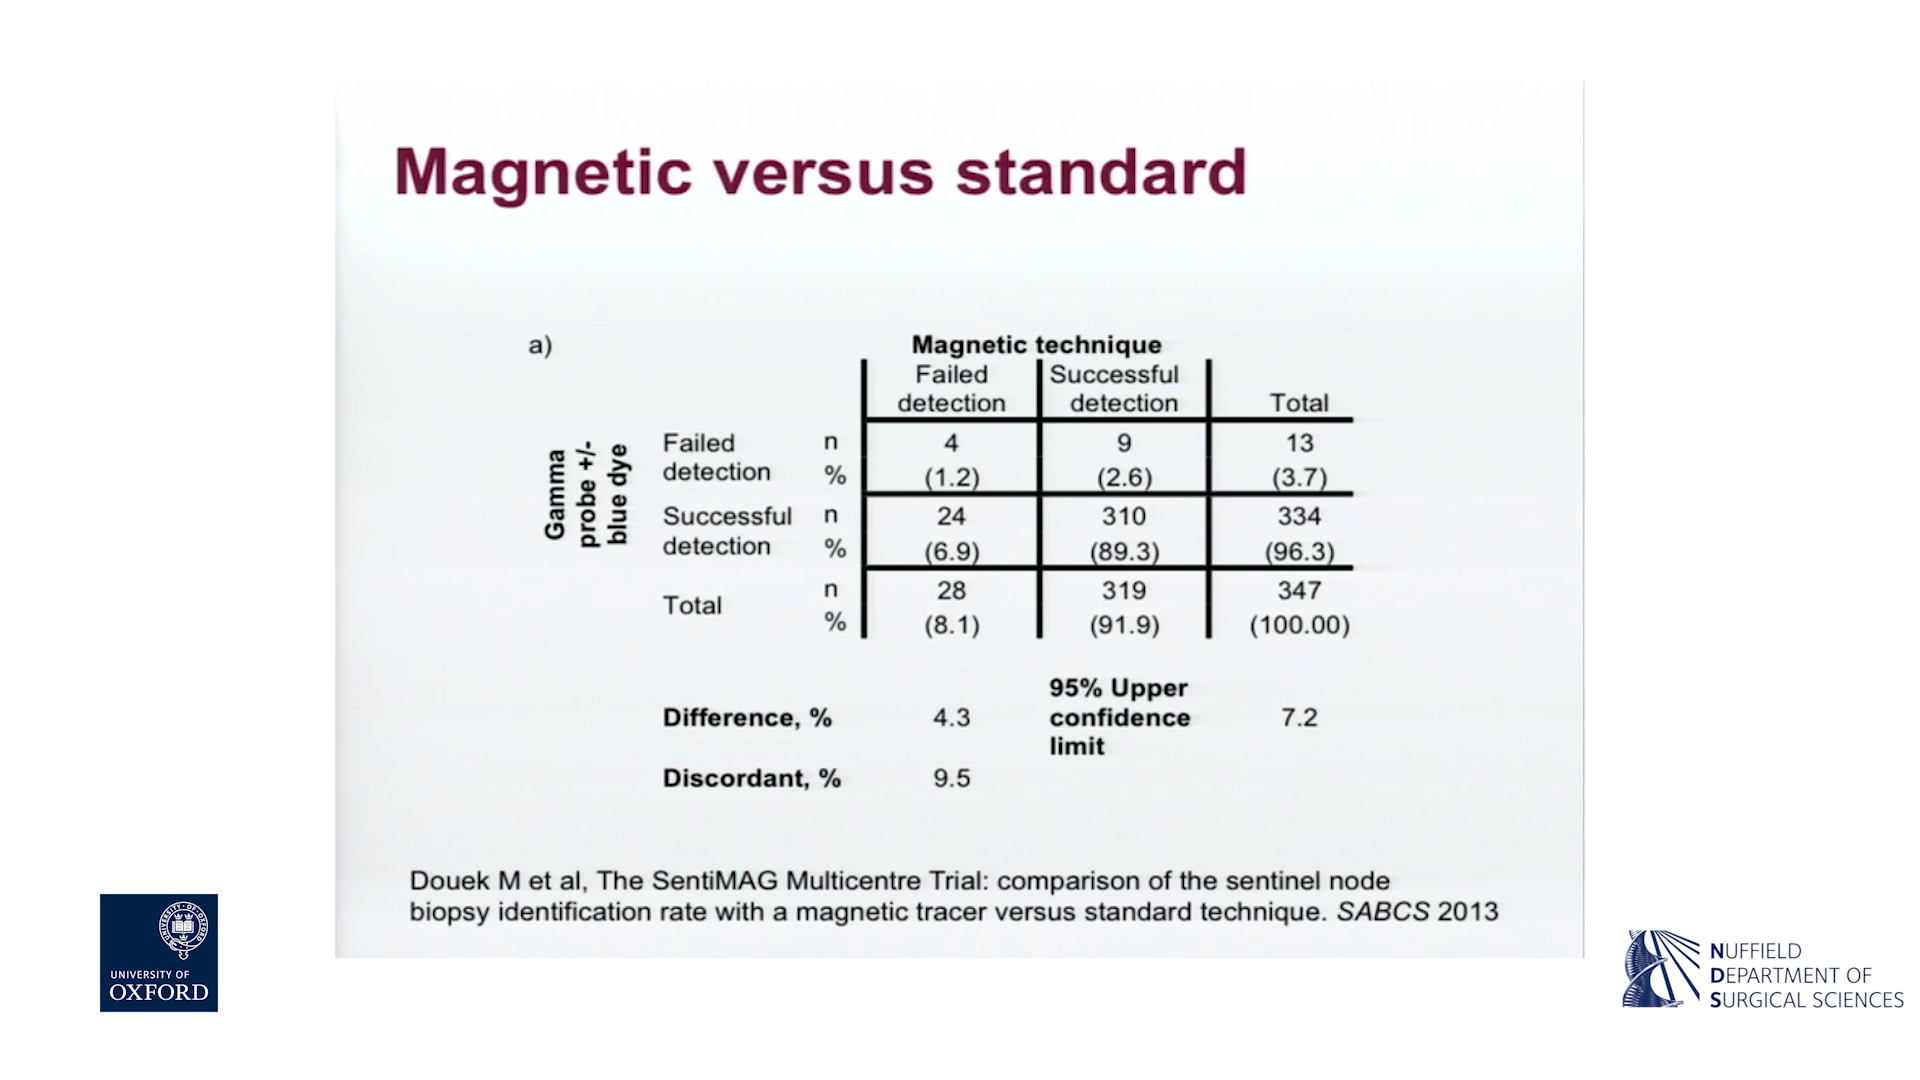 Magnetic versus standard
a)
Magnetic technique
Failed detection
Successful detection
Total
Gamma probe +/- blue dye
Failed detection
n 4 9 13
% (1.2) (2.6) (3.7)
Successful detection
n 24 310 334
% (6.9) (89.3) (96.3)
Total
n 28 319 347
% (8.1) (91.9) (100.00)
Difference, % 4.3
95% Upper confidence limit 7.2
Discordant, % 9.5
Douek M et al, The SentiMAG Multicentre Trial: comparison of the sentinel node
biopsy identification rate with a magnetic tracer versus standard technique. SABCS 2013
UNIVERSITY OF
OXFORD
NUFFIELD
DEPARTMENT OF
SURGICAL SCIENCES